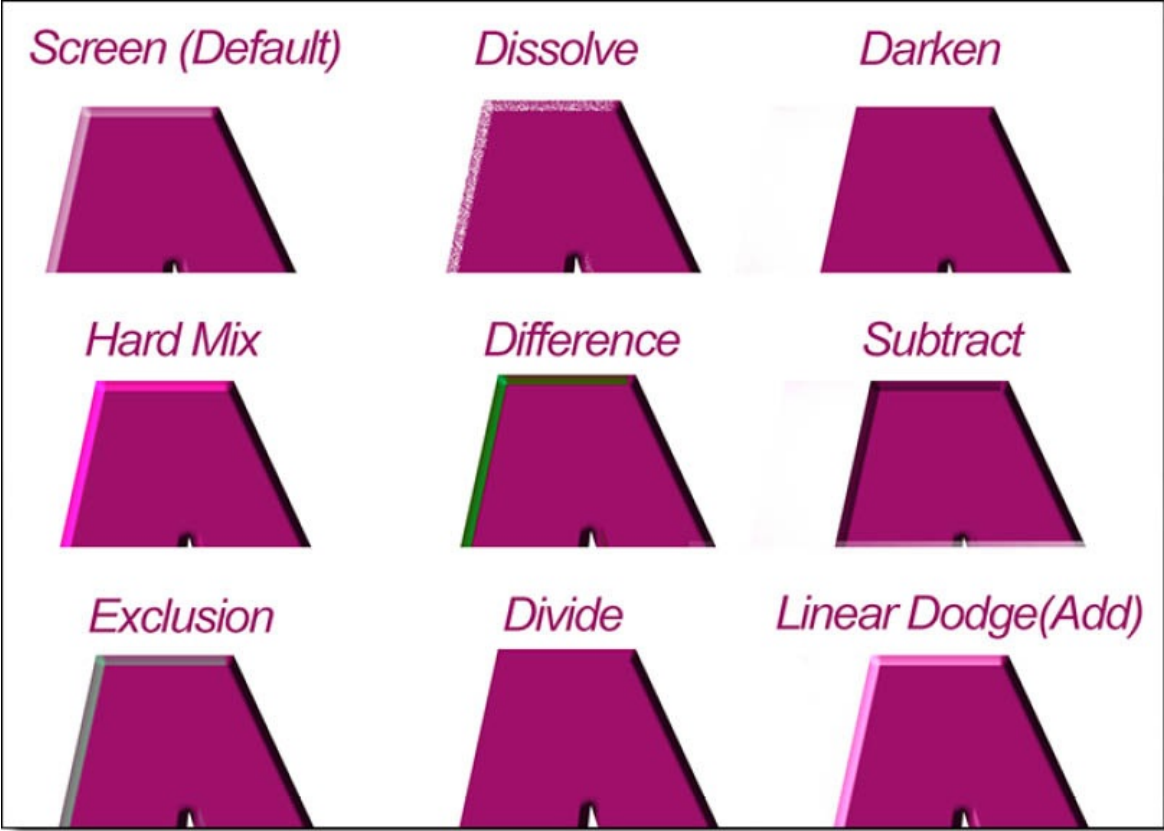 Screen (Default)
Dissolve
Darken
Hard Mix
Difference
Subtract
Exclusion
Divide
Linear Dodge(Add)